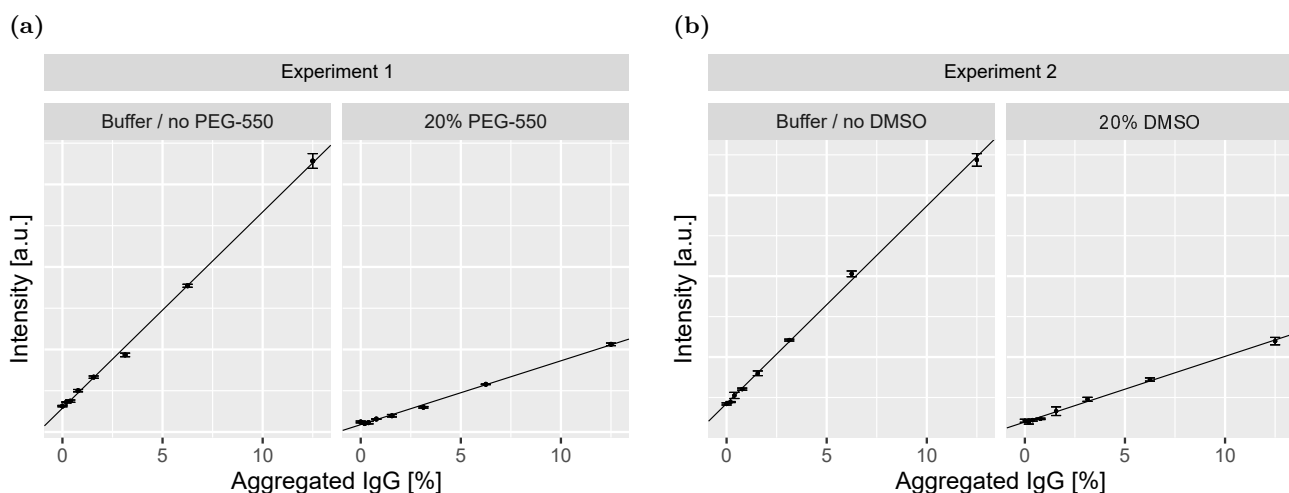 (a)
Experiment 1
Buffer / no PEG-550
20% PEG-550
Intensity [a.u.]
0 5 10 0 5 10
Aggregated IgG [%]
(b)
Experiment 2
Buffer / no DMSO
20% DMSO
Intensity [a.u.]
0 5 10 0 5 10
Aggregated IgG [%]